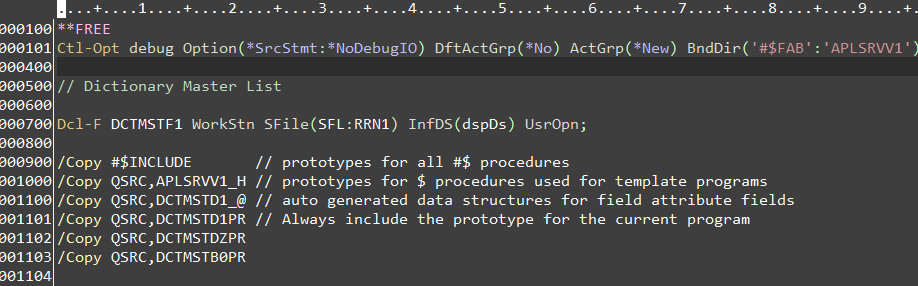 ....+....1....+....2....+....3....+....4....+....5....+....6....+....7....+....8....+....9....+
000100 **FREE
000101 Ctl-Opt debug Option(*SrcStmt:*NoDebugIO) DftActGrp(*No) ActGrp(*New) BndDir('#$FAB':'APLSRVV1')
000400
000500 // Dictionary Master List
000600
000700 Dcl-F DCTMSTF1 WorkStn SFile(SFL:RRN1) InfDS(dspDs) UsrOpn;
000800
000900 /Copy #$INCLUDE       // prototypes for all #$ procedures
001000 /Copy QSRC,APLSRVV1_H // prototypes for $ procedures used for template programs
001100 /Copy QSRC,DCTMSTD1_@ // auto generated data structures for field attribute fields
001101 /Copy QSRC,DCTMSTD1PR // Always include the prototype for the current program
001102 /Copy QSRC,DCTMSTDZPR
001103 /Copy QSRC,DCTMSTB0PR
001104